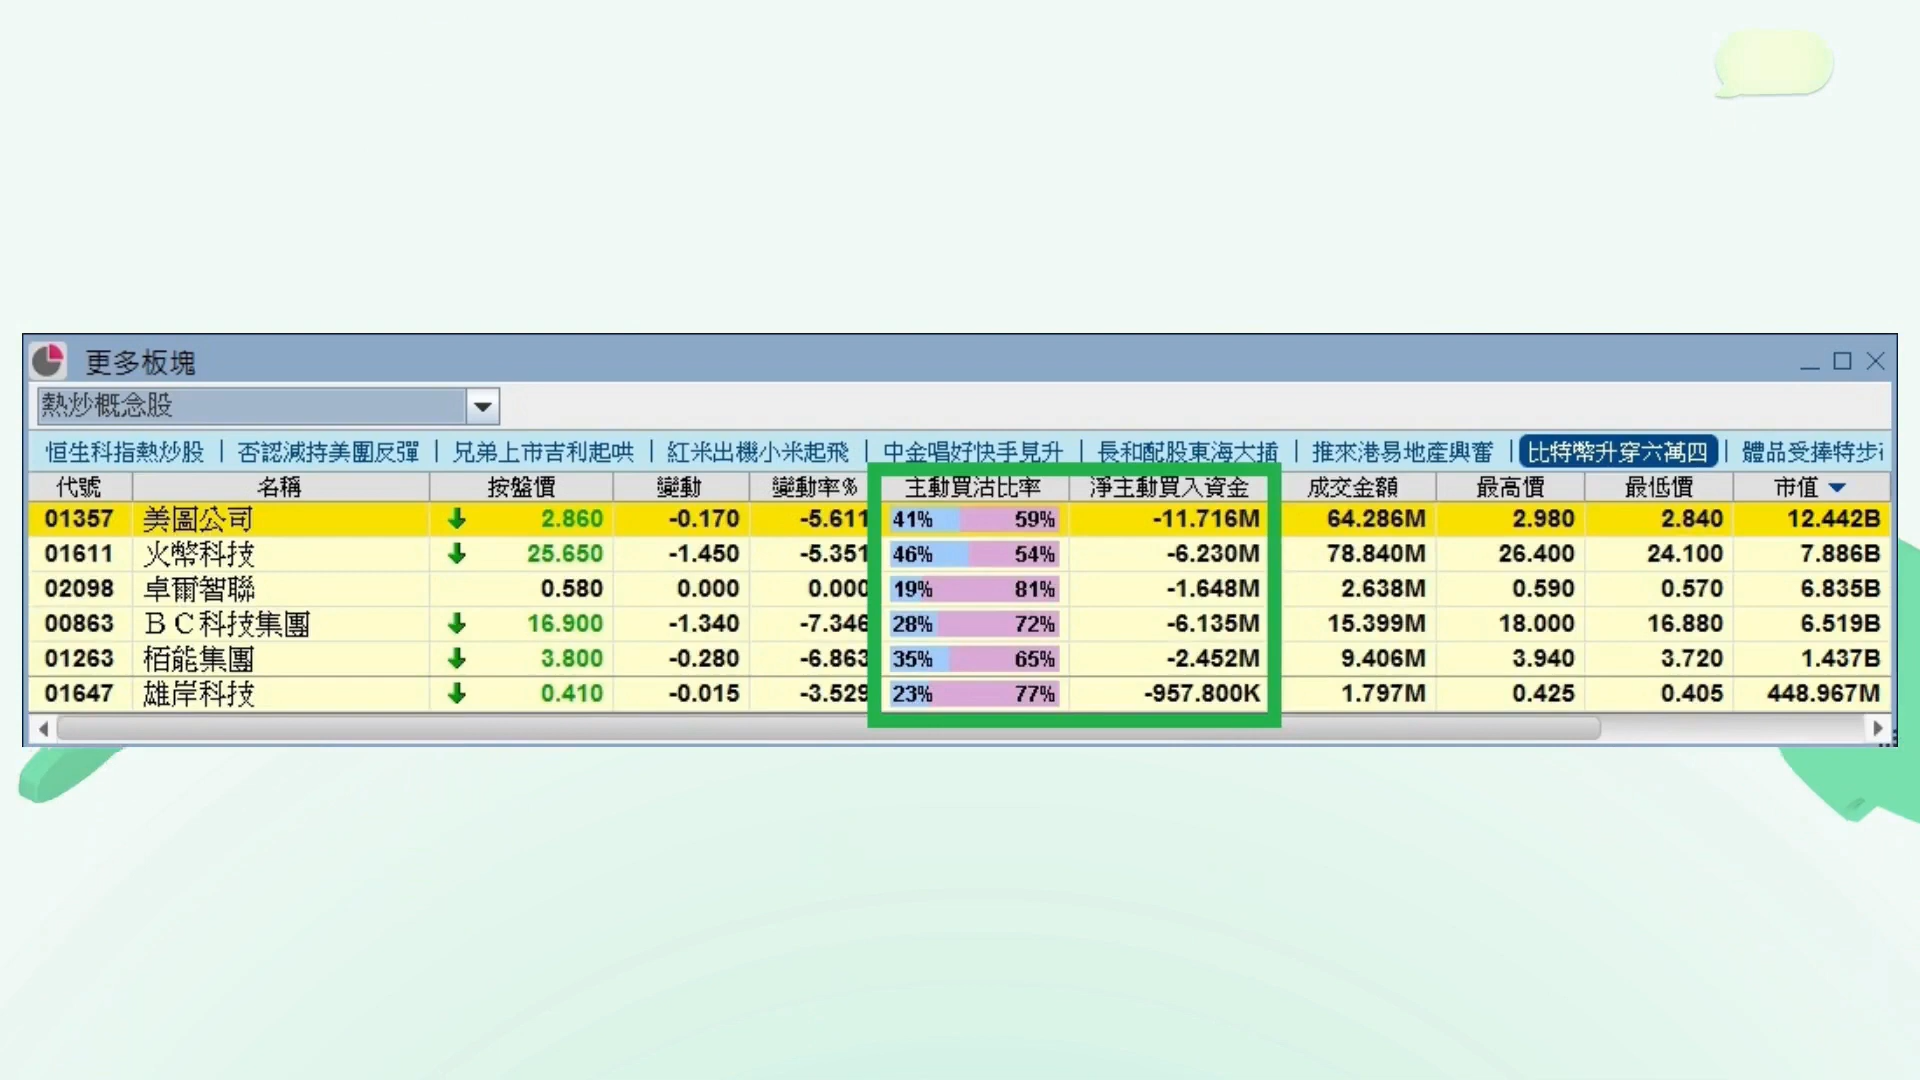 更多板塊
熱炒概念股
恒生科指熱炒股 | 否認減持美團反彈 | 兄弟上市吉利起哄 | 紅米出機小米起飛 | 中金唱好快手見升 | 長和配股東海大插 | 推來港易地產興奮 | 比特幣升穿六萬四 | 體品受捧特步
代號 名稱 按盤價 變動 變動率% 主動買沽比率 淨主動買入資金 成交金額 最高價 最低價 市值
01357 美圖公司 2.860 -0.170 -5.611 41% 59% -11.716M 64.286M 2.980 2.840 12.442B
01611 火幣科技 25.650 -1.450 -5.351 46% 54% -6.230M 78.840M 26.400 24.100 7.886B
02098 卓爾智聯 0.580 0.000 0.000 19% 81% -1.648M 2.638M 0.590 0.570 6.835B
00863 ＢＣ科技集團 16.900 -1.340 -7.346 28% 72% -6.135M 15.399M 18.000 16.880 6.519B
01263 栢能集團 3.800 -0.280 -6.863 35% 65% -2.452M 9.406M 3.940 3.720 1.437B
01647 雄岸科技 0.410 -0.015 -3.529 23% 77% -957.800K 1.797M 0.425 0.405 448.967M